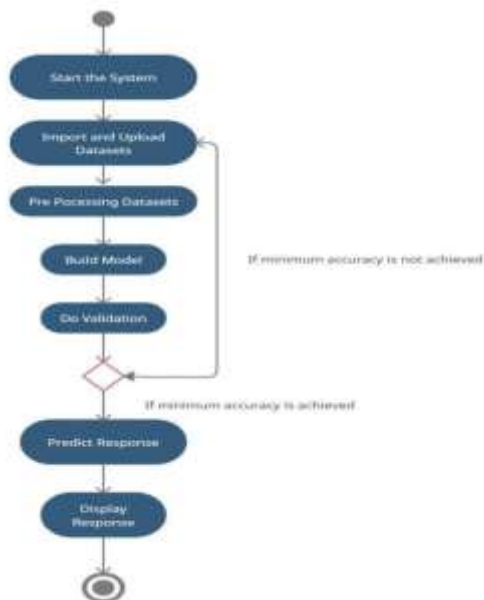 Start the System
Import and Upload
Datasets
Pre Pocessing Datasets
Build Model
If minimum accuracy is not achieved
Do Validation
If minimum accuracy is achieved
Predict Response
Display
Response